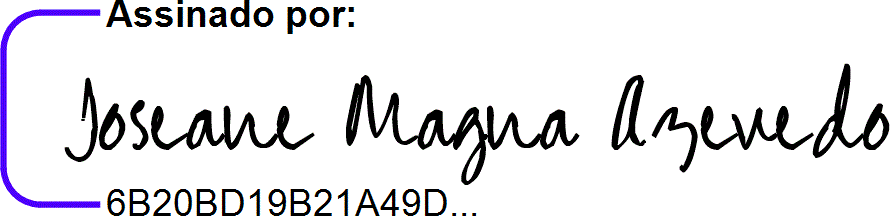 Assinado por:
Joseane Magna Azevedo
6B20BD19B21A49D...